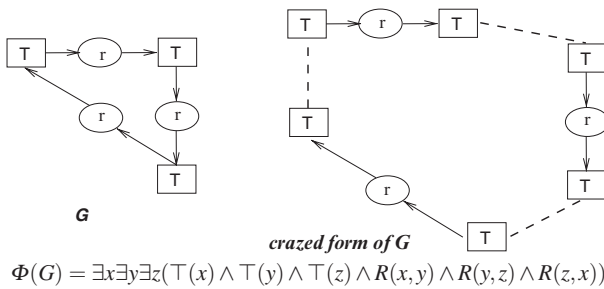 T r T T r T
r r T r
T T r T
T
G crazed form of G
Φ(G) = ∃x∃y∃z(⊤(x) ∧ ⊤(y) ∧ ⊤(z) ∧ R(x,y) ∧ R(y,z) ∧ R(z,x))